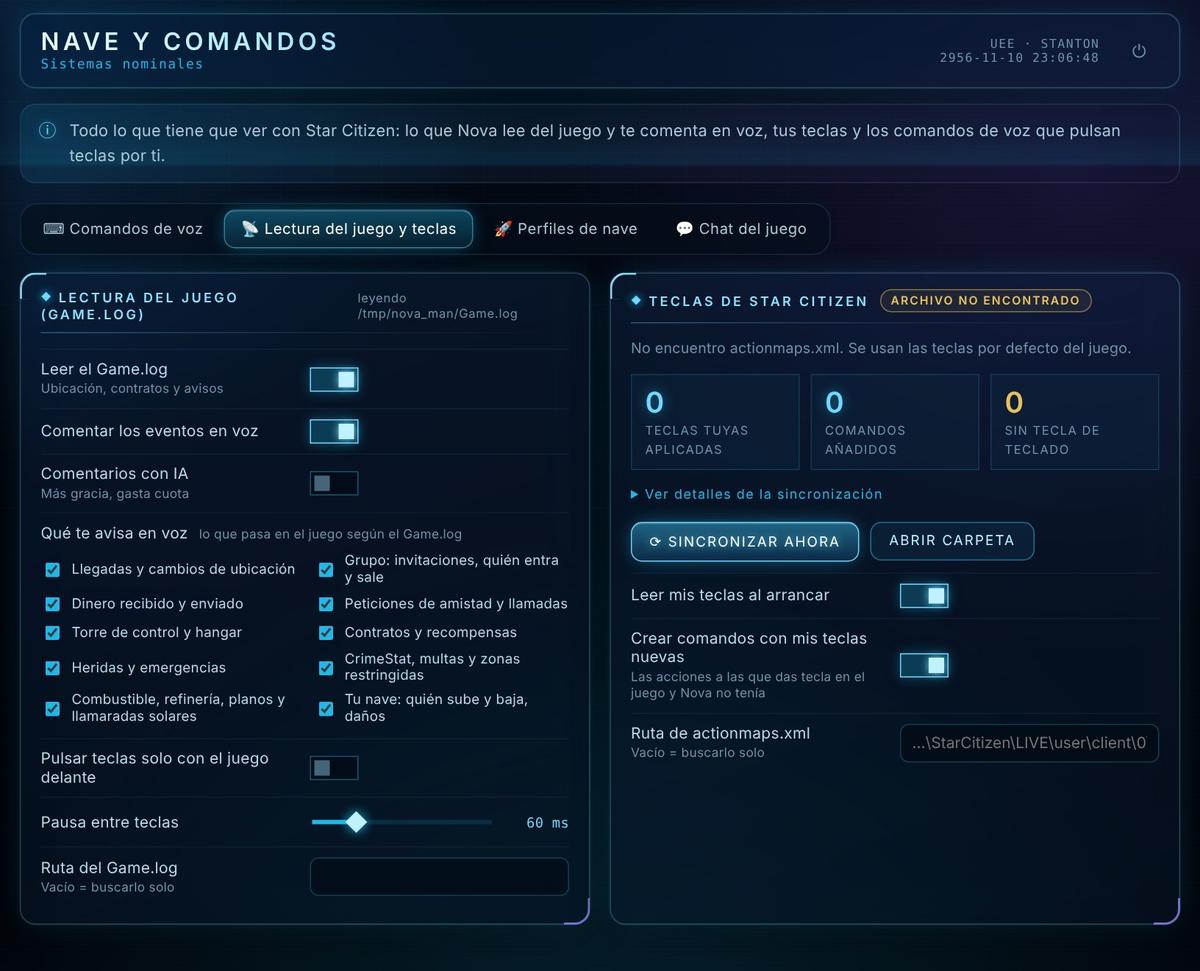 NAVE Y COMANDOS
Sistemas nominales
UEE · STANTON
2956-11-10 23:06:48
Todo lo que tiene que ver con Star Citizen: lo que Nova lee del juego y te comenta en voz, tus teclas y los comandos de voz que pulsan
teclas por ti.
Comandos de voz
Lectura del juego y teclas
Perfiles de nave
Chat del juego
LECTURA DEL JUEGO
(GAME.LOG)
leyendo
/tmp/nova_man/Game.log
Leer el Game.log
Ubicación, contratos y avisos
Comentar los eventos en voz
Comentarios con IA
Más gracia, gasta cuota
Qué te avisa en voz lo que pasa en el juego según el Game.log
Llegadas y cambios de ubicación
Grupo: invitaciones, quién entra
y sale
Dinero recibido y enviado
Peticiones de amistad y llamadas
Torre de control y hangar
Contratos y recompensas
Heridas y emergencias
CrimeStat, multas y zonas
restringidas
Combustible, refinería, planos y
llamaradas solares
Tu nave: quién sube y baja,
daños
Pulsar teclas solo con el juego
delante
Pausa entre teclas
60 ms
Ruta del Game.log
Vacío = buscarlo solo
TECLAS DE STAR CITIZEN
ARCHIVO NO ENCONTRADO
No encuentro actionmaps.xml. Se usan las teclas por defecto del juego.
0
TECLAS TUYAS
APLICADAS
0
COMANDOS
AÑADIDOS
0
SIN TECLA DE
TECLADO
Ver detalles de la sincronización
⟳ SINCRONIZAR AHORA
ABRIR CARPETA
Leer mis teclas al arrancar
Crear comandos con mis teclas
nuevas
Las acciones a las que das tecla en el
juego y Nova no tenía
Ruta de actionmaps.xml
Vacío = buscarlo solo
...\StarCitizen\LIVE\user\client\0